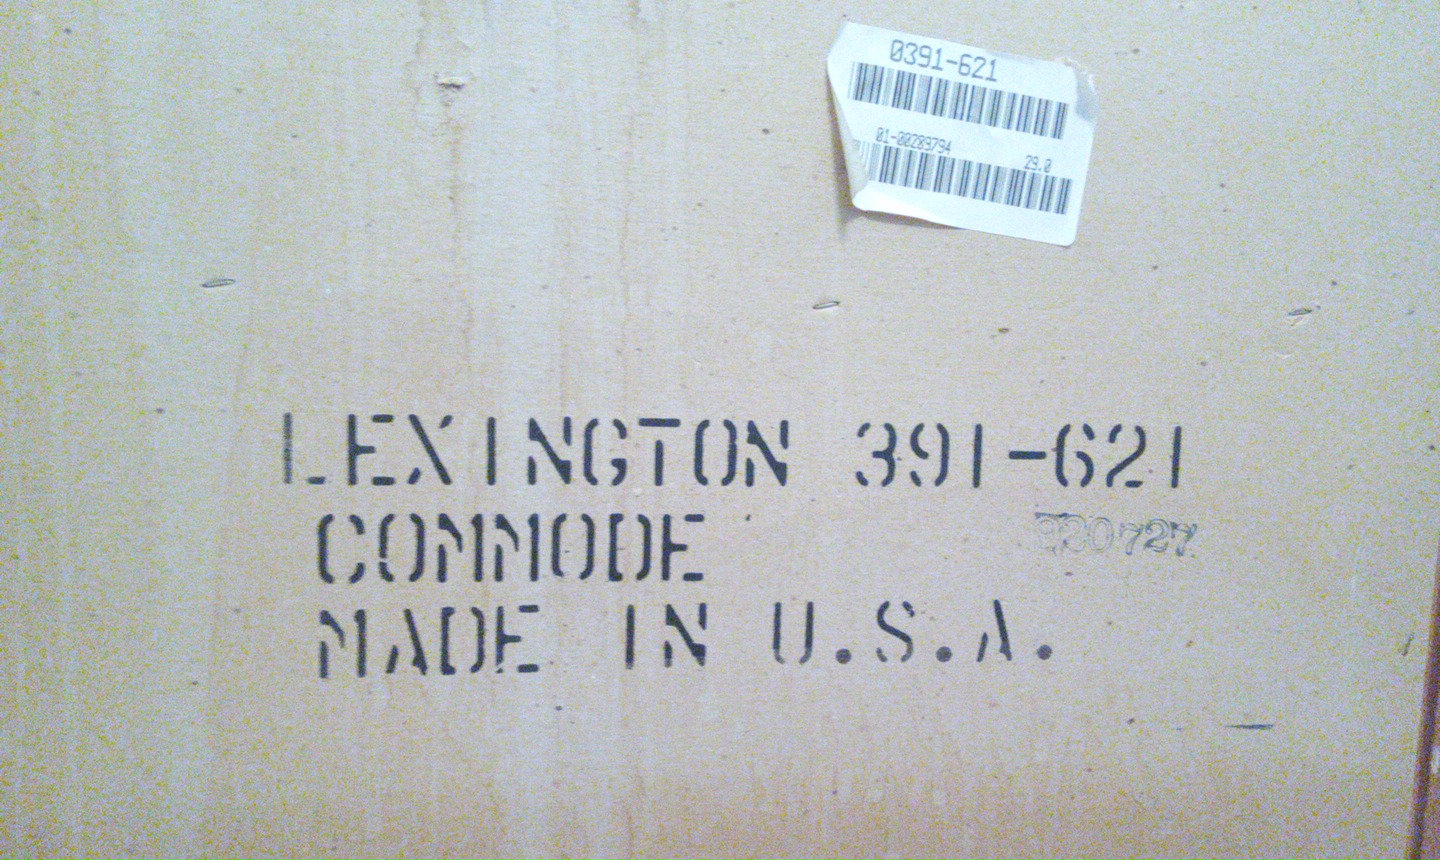 0391-621
01-00289794 29.0
LEXINGTON 391-621
COMMODE
MADE IN U.S.A.